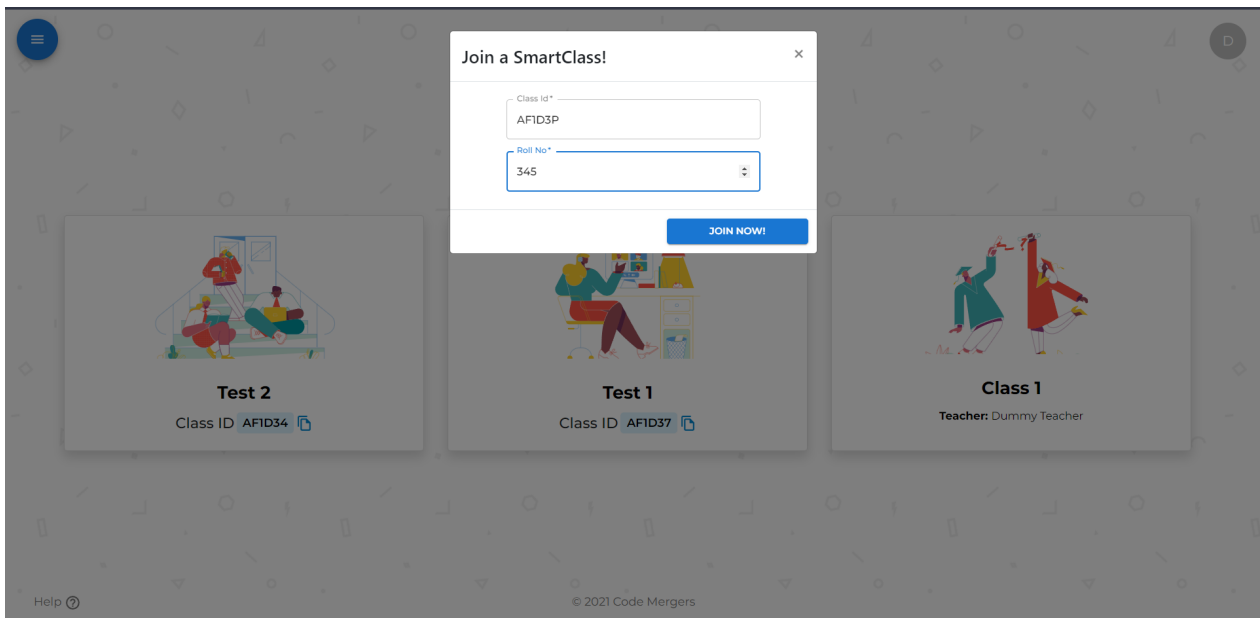 D
Join a SmartClass!
×
Class Id *
AF1D3P
Roll No *
345
JOIN NOW!
Test 2
Class ID AF1D34
Test 1
Class ID AF1D37
Class 1
Teacher: Dummy Teacher
Help ?
© 2021 Code Mergers